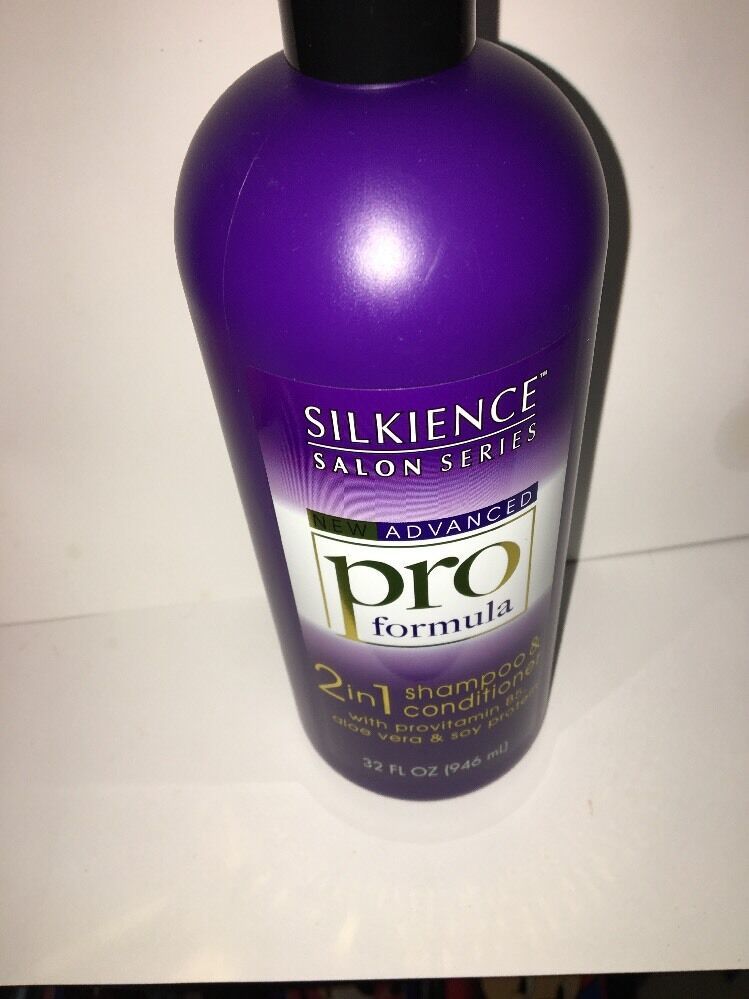 SILKIENCE™
SALON SERIES
NEW ADVANCED
pro
formula
2in1 shampoo &
conditioner
with provitamin B5,
aloe vera & soy protein
32 FL OZ (946 mL)